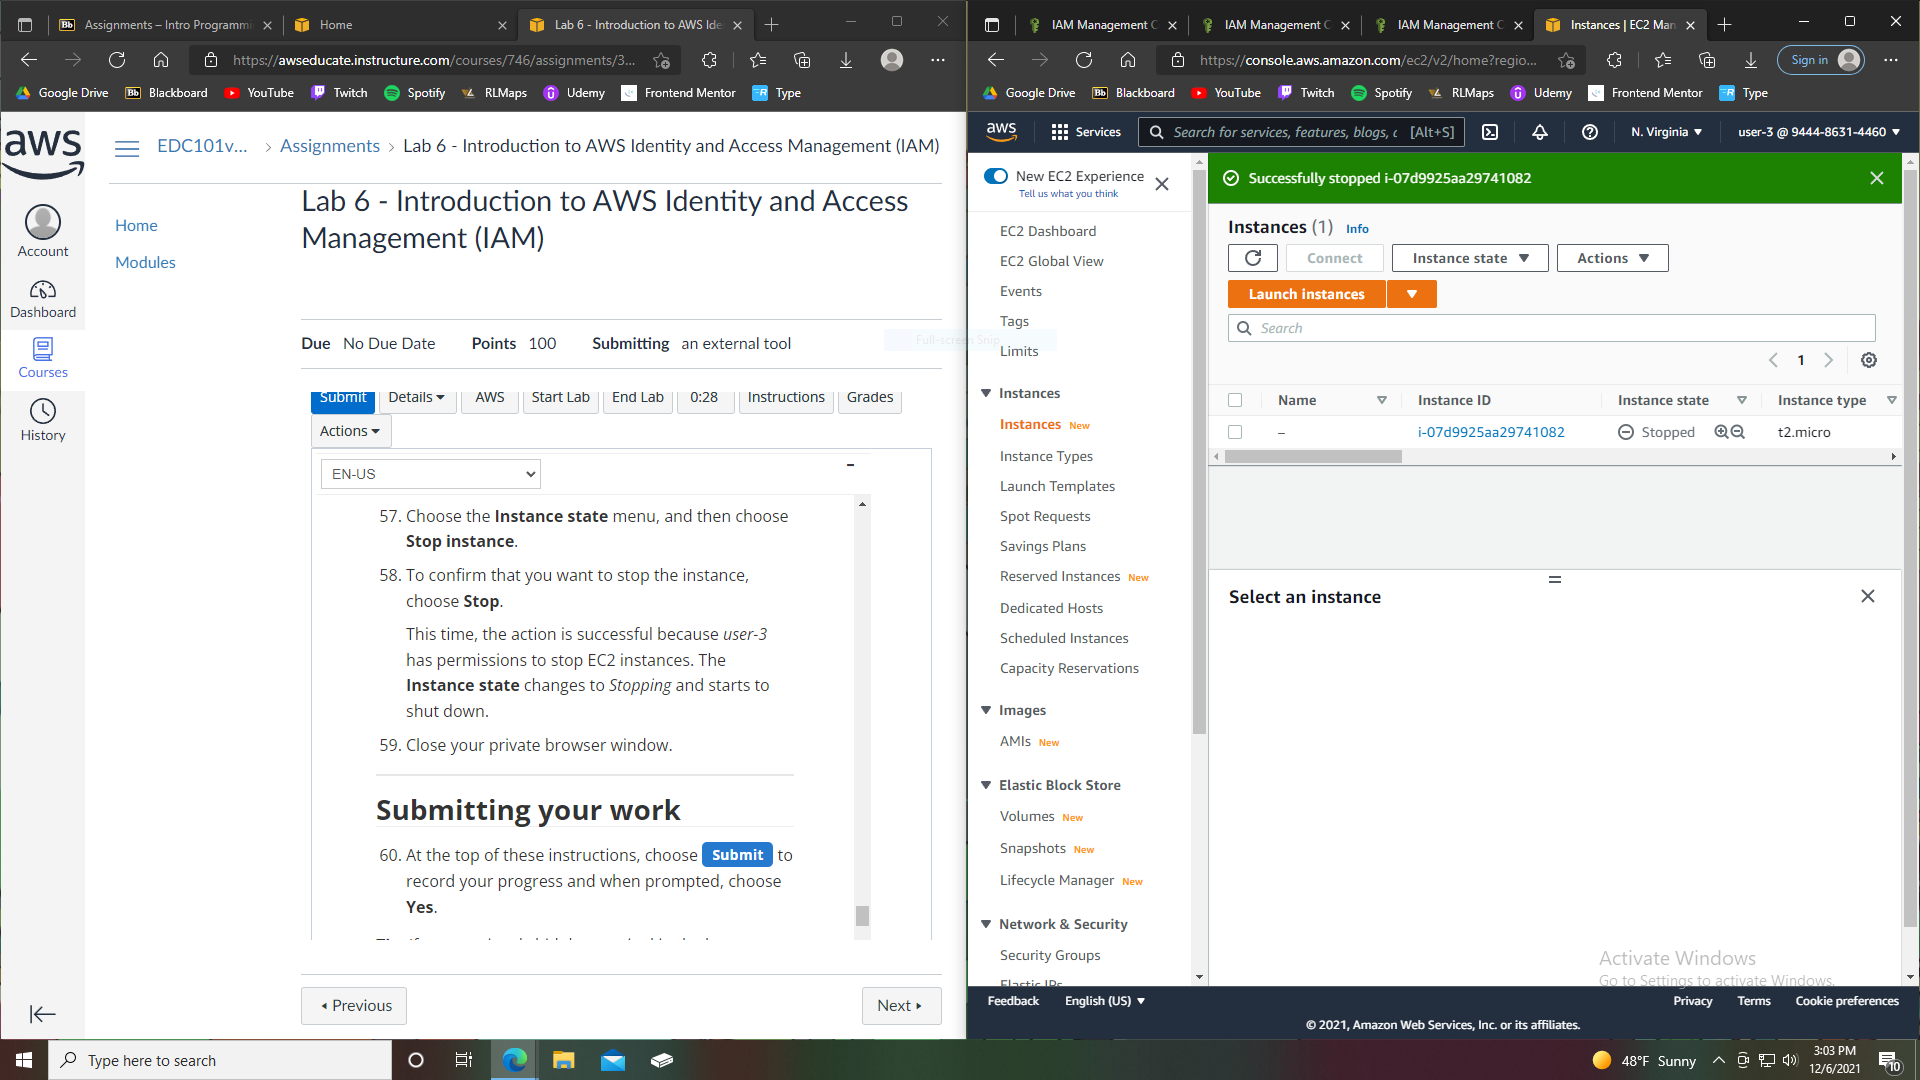 Assignments – Intro Programmi
Home
Lab 6 - Introduction to AWS Ide
https://awseducate.instructure.com/courses/746/assignments/3...
Google Drive
Blackboard
YouTube
Twitch
Spotify
RLMaps
Udemy
Frontend Mentor
Type
aws
Account
Dashboard
Courses
History
EDC101v... > Assignments > Lab 6 - Introduction to AWS Identity and Access Management (IAM)
Home
Modules
Lab 6 - Introduction to AWS Identity and Access
Management (IAM)
Due No Due Date Points 100 Submitting an external tool
Submit Details AWS Start Lab End Lab 0:28 Instructions Grades
Actions
EN-US
57. Choose the Instance state menu, and then choose
Stop instance.
58. To confirm that you want to stop the instance,
choose Stop.
This time, the action is successful because user-3
has permissions to stop EC2 instances. The
Instance state changes to Stopping and starts to
shut down.
59. Close your private browser window.
Submitting your work
60. At the top of these instructions, choose Submit to
record your progress and when prompted, choose
Yes.
Previous
Next
IAM Management C
IAM Management C
IAM Management C
Instances | EC2 Man
https://console.aws.amazon.com/ec2/v2/home?regio...
Sign in
Google Drive
Blackboard
YouTube
Twitch
Spotify
RLMaps
Udemy
Frontend Mentor
Type
aws
Services
Search for services, features, blogs, c [Alt+S]
N. Virginia
user-3 @ 9444-8631-4460
New EC2 Experience
Tell us what you think
EC2 Dashboard
EC2 Global View
Events
Tags
Full-screen Snip
Limits
Instances
Instances New
Instance Types
Launch Templates
Spot Requests
Savings Plans
Reserved Instances New
Dedicated Hosts
Scheduled Instances
Capacity Reservations
Images
AMIs New
Elastic Block Store
Volumes New
Snapshots New
Lifecycle Manager New
Network & Security
Security Groups
Elastic IPs
Successfully stopped i-07d9925aa29741082
Instances (1) Info
Connect
Instance state
Actions
Launch instances
Search
1
Name Instance ID Instance state Instance type
– i-07d9925aa29741082 Stopped t2.micro
Select an instance
Activate Windows
Go to Settings to activate Windows.
Feedback English (US) Privacy Terms Cookie preferences
© 2021, Amazon Web Services, Inc. or its affiliates.
Type here to search
48°F Sunny
3:03 PM
12/6/2021
10